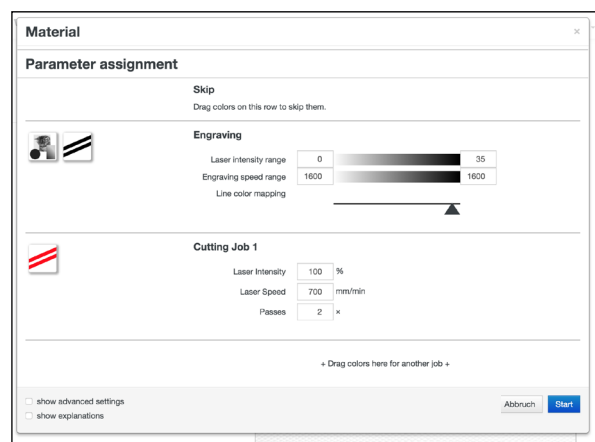 Material ×
Parameter assignment
Skip
Drag colors on this row to skip them.
Engraving
Laser intensity range 0 35
Engraving speed range 1600 1600
Line color mapping
Cutting Job 1
Laser Intensity 100 %
Laser Speed 700 mm/min
Passes 2 ×
+ Drag colors here for another job +
show advanced settings
show explanations
Abbruch Start